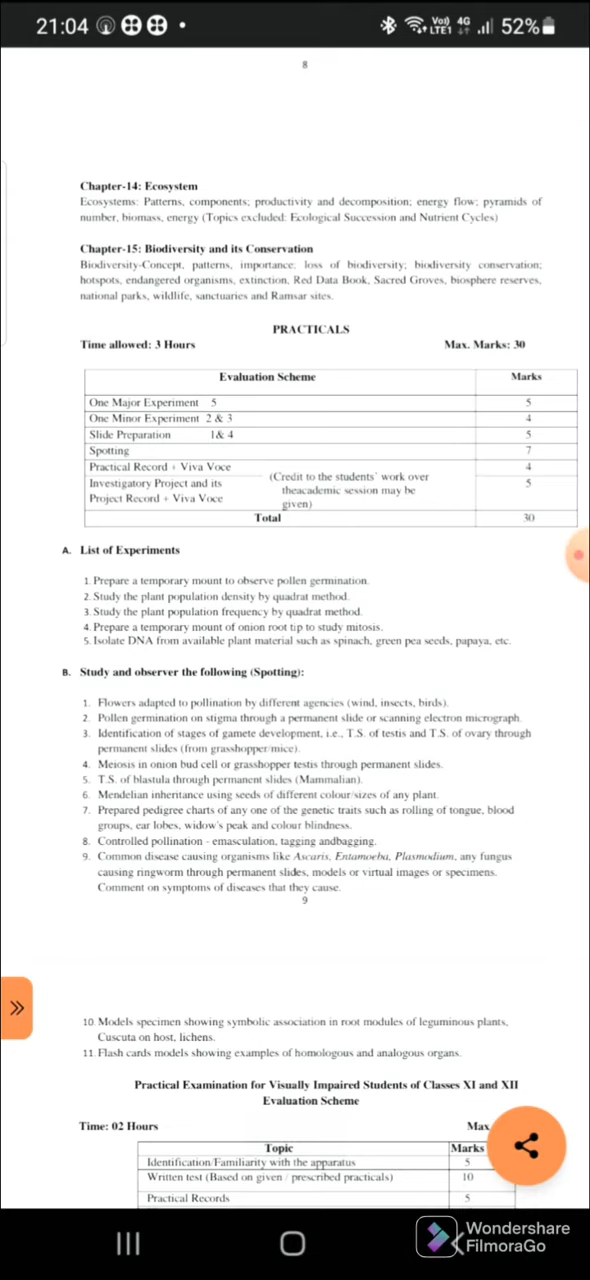 21:04
Vo)) 4G
LTE1
52%
8
Chapter-14: Ecosystem
Ecosystems: Patterns, components; productivity and decomposition; energy flow; pyramids of
number, biomass, energy (Topics excluded: Ecological Succession and Nutrient Cycles)
Chapter-15: Biodiversity and its Conservation
Biodiversity-Concept, patterns, importance; loss of biodiversity; biodiversity conservation;
hotspots, endangered organisms, extinction, Red Data Book, Sacred Groves, biosphere reserves,
national parks, wildlife, sanctuaries and Ramsar sites.
PRACTICALS
Time allowed: 3 Hours Max. Marks: 30
Evaluation Scheme Marks
One Major Experiment 5 5
One Minor Experiment 2 & 3 4
Slide Preparation 1& 4 5
Spotting 7
Practical Record + Viva Voce 4
Investigatory Project and its
Project Record + Viva Voce
(Credit to the students' work over
theacademic session may be
given)
5
Total 30
A. List of Experiments
1. Prepare a temporary mount to observe pollen germination.
2. Study the plant population density by quadrat method.
3. Study the plant population frequency by quadrat method.
4. Prepare a temporary mount of onion root tip to study mitosis.
5. Isolate DNA from available plant material such as spinach, green pea seeds, papaya, etc.
B. Study and observer the following (Spotting):
1. Flowers adapted to pollination by different agencies (wind, insects, birds).
2. Pollen germination on stigma through a permanent slide or scanning electron micrograph.
3. Identification of stages of gamete development, i.e., T.S. of testis and T.S. of ovary through
permanent slides (from grasshopper/mice).
4. Meiosis in onion bud cell or grasshopper testis through permanent slides.
5. T.S. of blastula through permanent slides (Mammalian).
6. Mendelian inheritance using seeds of different colour/sizes of any plant.
7. Prepared pedigree charts of any one of the genetic traits such as rolling of tongue, blood
groups, ear lobes, widow's peak and colour blindness.
8. Controlled pollination - emasculation, tagging andbagging.
9. Common disease causing organisms like Ascaris, Entamoeba, Plasmodium, any fungus
causing ringworm through permanent slides, models or virtual images or specimens.
Comment on symptoms of diseases that they cause.
9
10. Models specimen showing symbolic association in root modules of leguminous plants,
Cuscuta on host, lichens.
11. Flash cards models showing examples of homologous and analogous organs.
Practical Examination for Visually Impaired Students of Classes XI and XII
Evaluation Scheme
Time: 02 Hours Max
Topic Marks
Identification/Familiarity with the apparatus 5
Written test (Based on given / prescribed practicals) 10
Practical Records 5
Wondershare
FilmoraGo